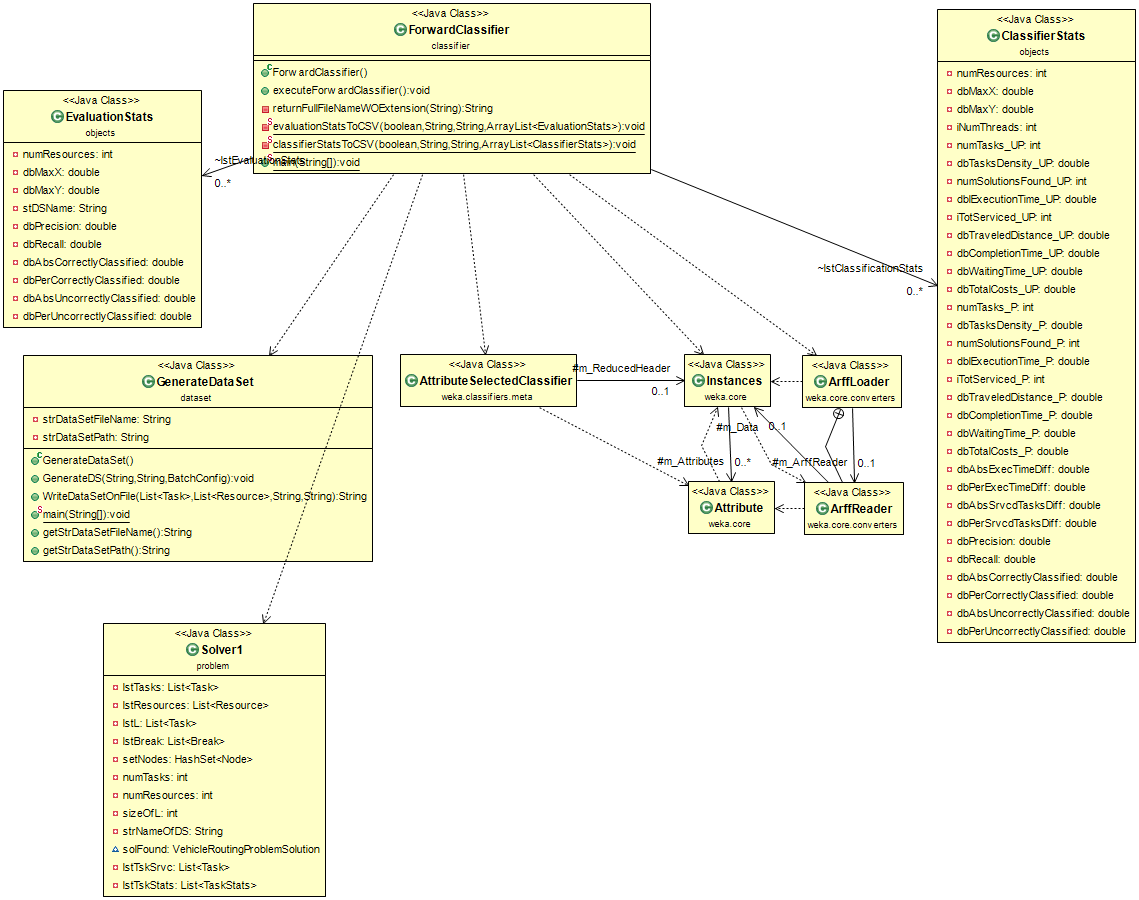 <<Java Class>>
ForwardClassifier
classifier
ForwardClassifier()
executeForwardClassifier():void
returnFullFileNameWOExtension(String):String
evaluationStatsToCSV(boolean,String,String,ArrayList<EvaluationStats>):void
classifierStatsToCSV(boolean,String,String,ArrayList<ClassifierStats>):void
main(String[]):void
<<Java Class>>
EvaluationStats
objects
numResources: int
dbMaxX: double
dbMaxY: double
stDSName: String
dbPrecision: double
dbRecall: double
dbAbsCorrectlyClassified: double
dbPerCorrectlyClassified: double
dbAbsUncorrectlyClassified: double
dbPerUncorrectlyClassified: double
~lstEvaluationStats
0..*
<<Java Class>>
ClassifierStats
objects
numResources: int
dbMaxX: double
dbMaxY: double
iNumThreads: int
numTasks_UP: int
dbTasksDensity_UP: double
numSolutionsFound_UP: int
dblExecutionTime_UP: double
iTotServiced_UP: int
dbTraveledDistance_UP: double
dbCompletionTime_UP: double
dbWaitingTime_UP: double
dbTotalCosts_UP: double
numTasks_P: int
dbTasksDensity_P: double
numSolutionsFound_P: int
dblExecutionTime_P: double
iTotServiced_P: int
dbTraveledDistance_P: double
dbCompletionTime_P: double
dbWaitingTime_P: double
dbTotalCosts_P: double
dbAbsExecTimeDiff: double
dbPerExecTimeDiff: double
dbAbsSrvcdTasksDiff: double
dbPerSrvcdTasksDiff: double
dbPrecision: double
dbRecall: double
dbAbsCorrectlyClassified: double
dbPerCorrectlyClassified: double
dbAbsUncorrectlyClassified: double
dbPerUncorrectlyClassified: double
~lstClassificationStats
0..*
<<Java Class>>
GenerateDataSet
dataset
strDataSetFileName: String
strDataSetPath: String
GenerateDataSet()
GenerateDS(String,String,BatchConfig):void
WriteDataSetOnFile(List<Task>,List<Resource>,String,String):String
main(String[]):void
getStrDataSetFileName():String
getStrDataSetPath():String
<<Java Class>>
AttributeSelectedClassifier
weka.classifiers.meta
#m_ReducedHeader
0..1
<<Java Class>>
Instances
weka.core
<<Java Class>>
ArffLoader
weka.core.converters
#m_Data
0..1
#m_Attributes
0..*
#m_ArffReader
0..1
<<Java Class>>
Attribute
weka.core
<<Java Class>>
ArffReader
weka.core.converters
<<Java Class>>
Solver1
problem
lstTasks: List<Task>
lstResources: List<Resource>
lstL: List<Task>
lstBreak: List<Break>
setNodes: HashSet<Node>
numTasks: int
numResources: int
sizeOfL: int
strNameOfDS: String
solFound: VehicleRoutingProblemSolution
lstTskSrvc: List<Task>
lstTskStats: List<TaskStats>